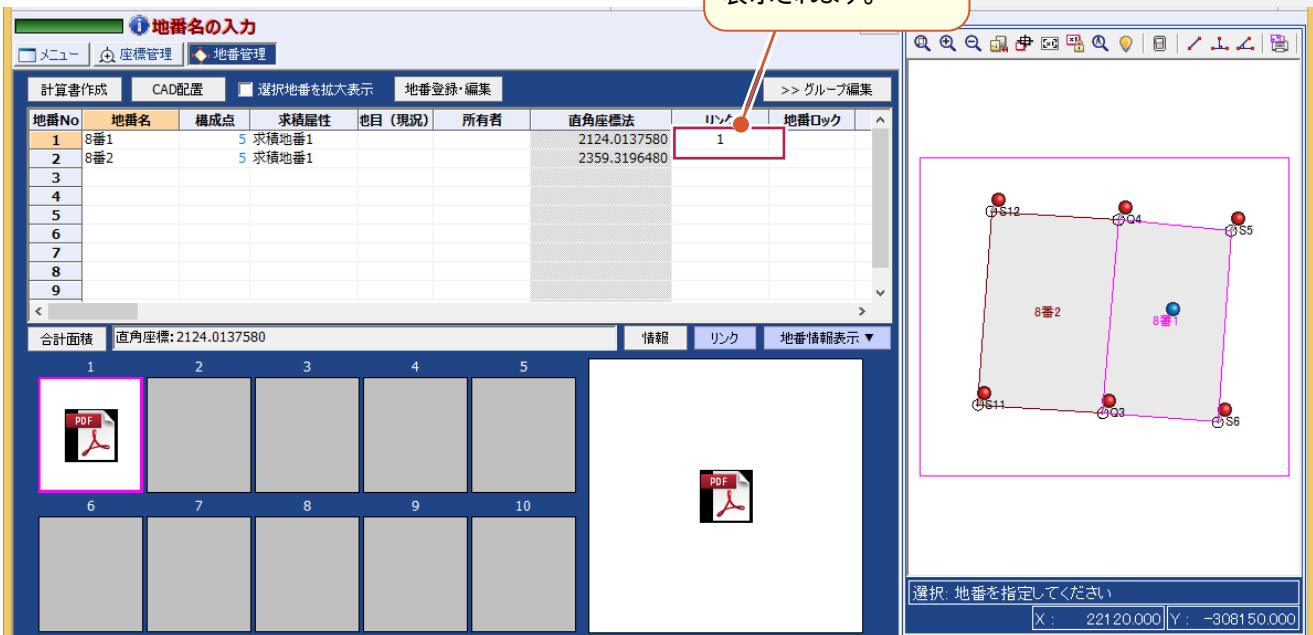 表示されます。
地番名の入力
メニュー 座標管理 地番管理
計算書作成 CAD配置 選択地番を拡大表示 地番登録・編集 >> グループ編集
地番No 地番名 構成点 求積属性 地目（現況） 所有者 直角座標法 リンク 地番ロック
1 8番1 5 求積地番1 2124.0137580 1
2 8番2 5 求積地番1 2359.3196480
3
4
5
6
7
8
9
合計面積 直角座標:2124.0137580 情報 リンク 地番情報表示▼
1 2 3 4 5
PDF
PDF
6 7 8 9 10
S12 Q4 S5
8番2 8番1
S11 Q3 S6
選択: 地番を指定してください
X : 22120.000 Y : -308150.000